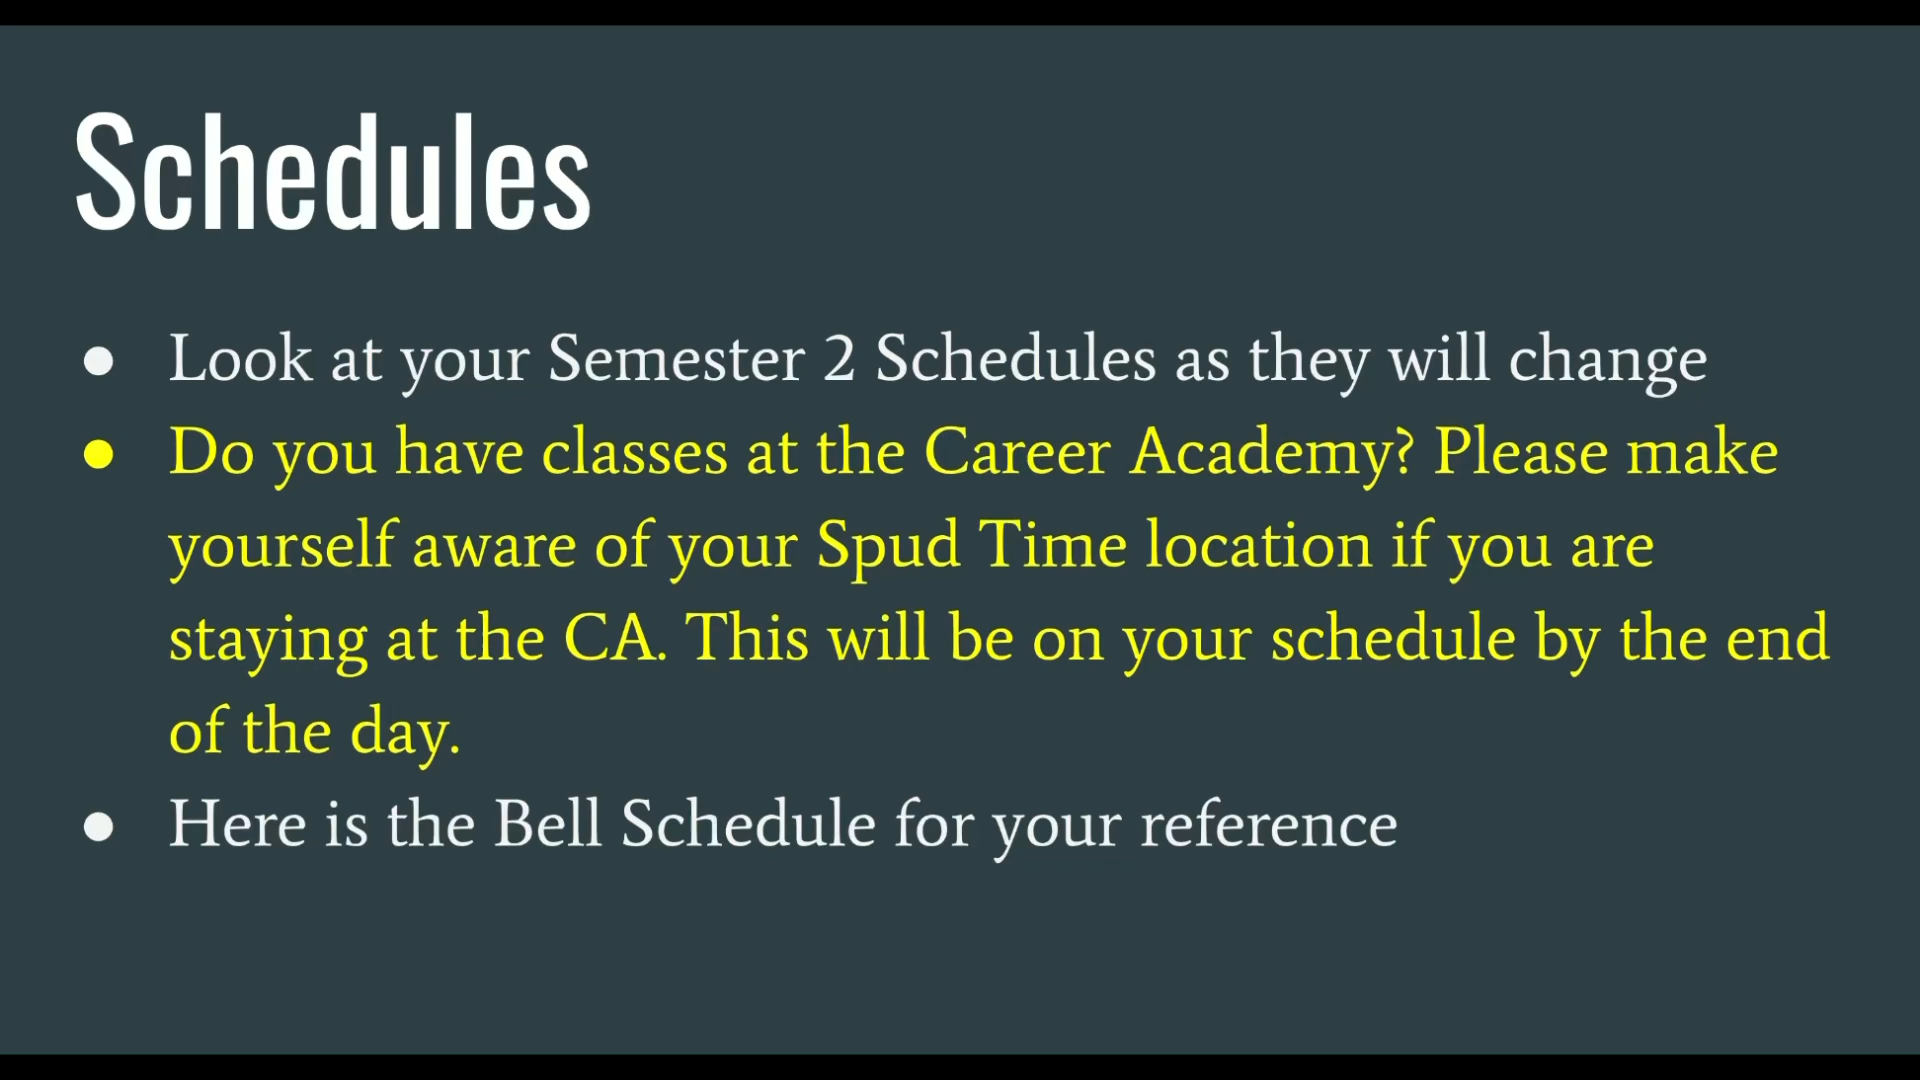 Schedules
● Look at your Semester 2 Schedules as they will change
● Do you have classes at the Career Academy? Please make
yourself aware of your Spud Time location if you are
staying at the CA. This will be on your schedule by the end
of the day.
● Here is the Bell Schedule for your reference